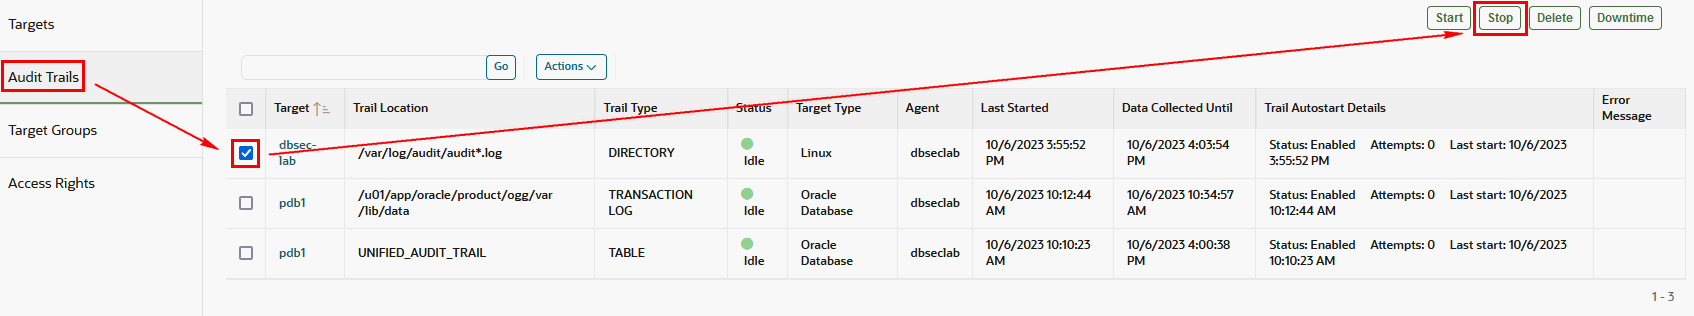 Targets
Audit Trails
Target Groups
Access Rights
Start Stop Delete Downtime
Go Actions
Target Trail Location Trail Type Status Target Type Agent Last Started Data Collected Until Trail Autostart Details Error
Message
dbsec-
lab
/var/log/audit/audit*.log
DIRECTORY
Idle
Linux
dbseclab
10/6/2023 3:55:52
PM
10/6/2023 4:03:54
PM
Status: Enabled Attempts: 0 Last start: 10/6/2023
3:55:52 PM
pdb1
/u01/app/oracle/product/ogg/var
/lib/data
TRANSACTION
LOG
Idle
Oracle
Database
dbseclab
10/6/2023 10:12:44
AM
10/6/2023 10:34:57
AM
Status: Enabled Attempts: 0 Last start: 10/6/2023
10:12:44 AM
pdb1
UNIFIED_AUDIT_TRAIL
TABLE
Idle
Oracle
Database
dbseclab
10/6/2023 10:10:23
AM
10/6/2023 4:00:38
PM
Status: Enabled Attempts: 0 Last start: 10/6/2023
10:10:23 AM
1 - 3